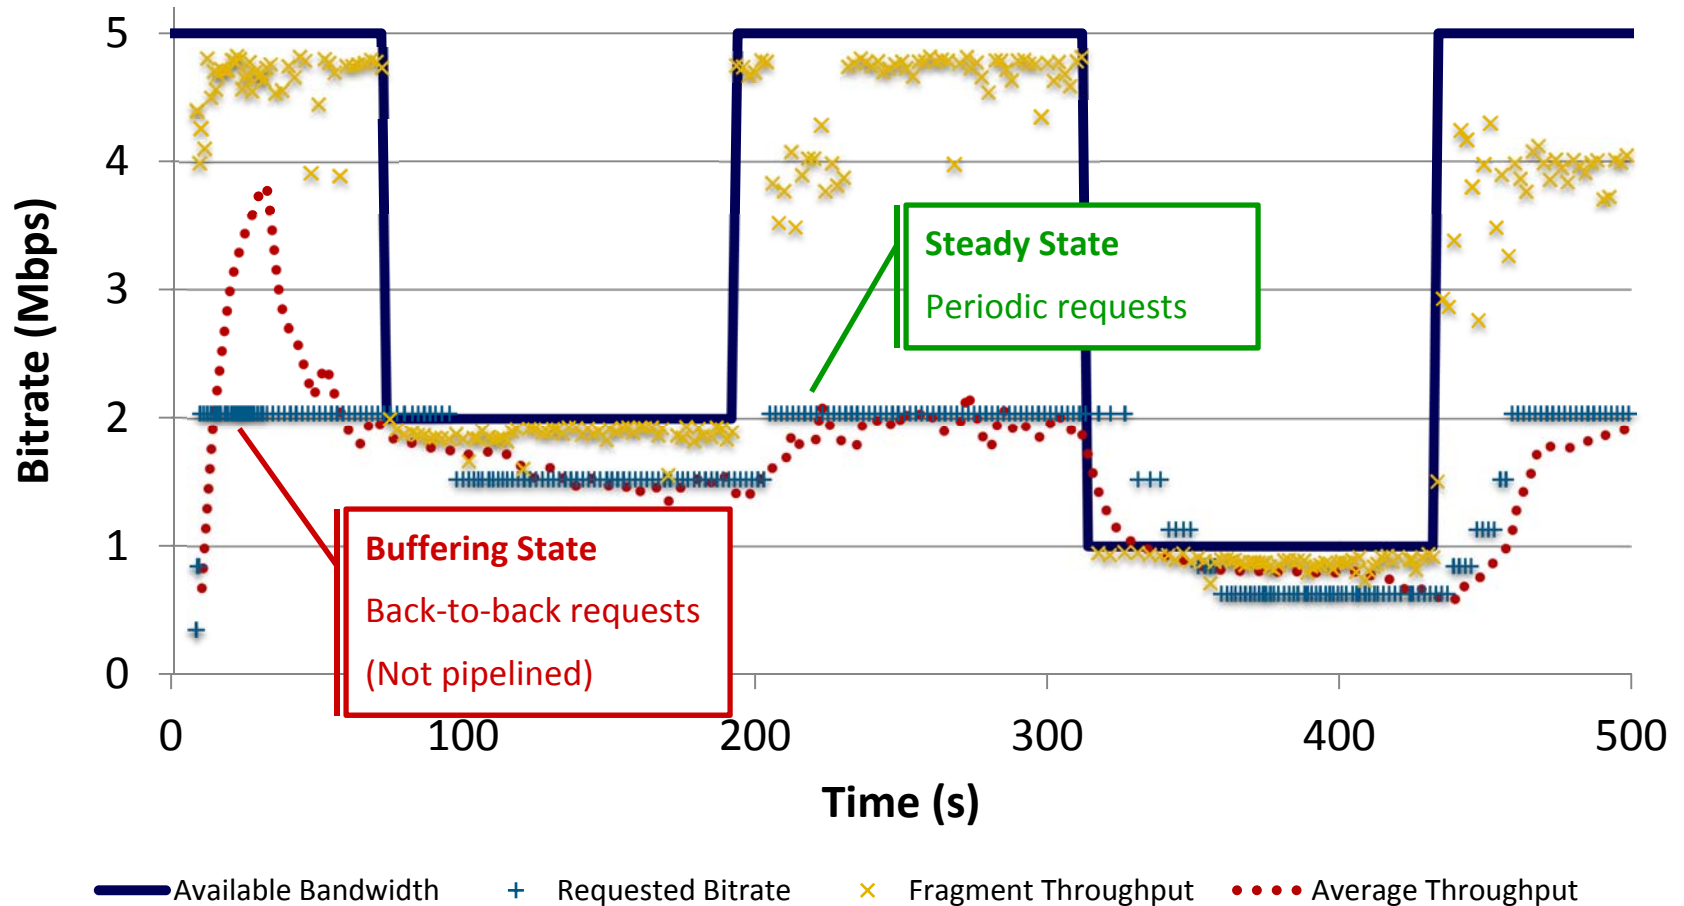 5
4
3
2
1
0
Bitrate (Mbps)
Steady State
Periodic requests
Buffering State
Back-to-back requests
(Not pipelined)
0 100 200 300 400 500
Time (s)
Available Bandwidth Requested Bitrate Fragment Throughput Average Throughput